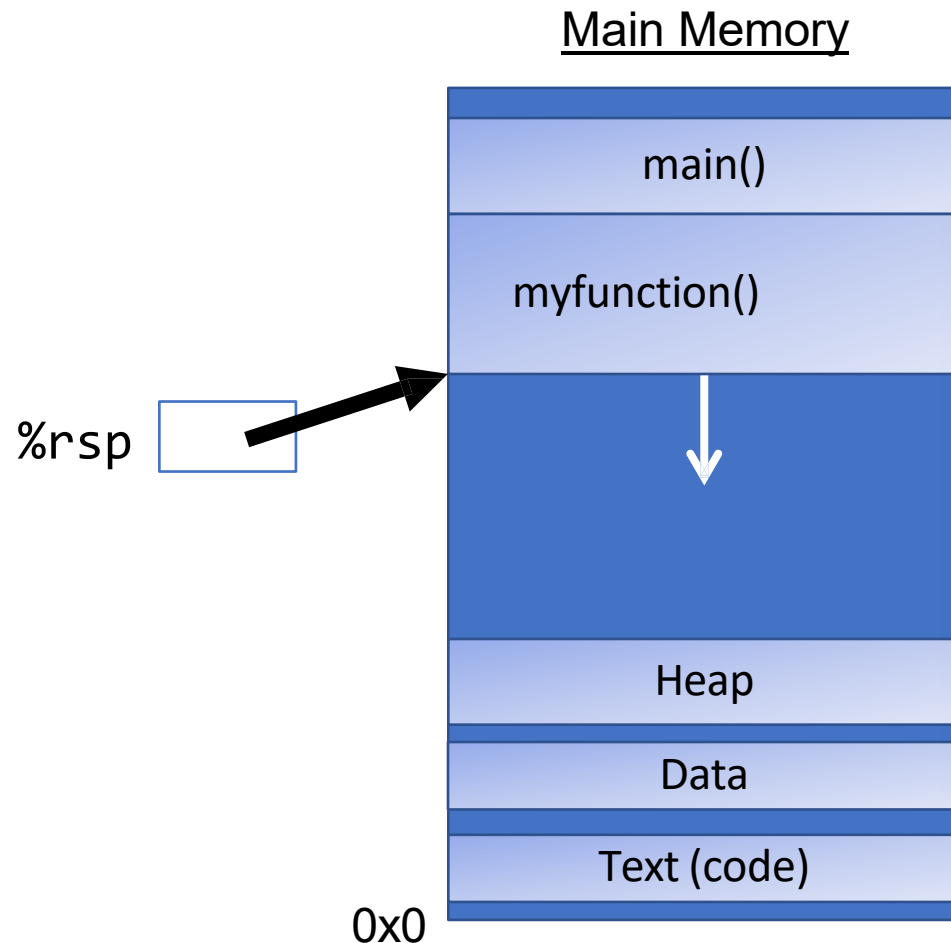 Main Memory
main()
myfunction()
%rsp
Heap
Data
Text (code)
0x0